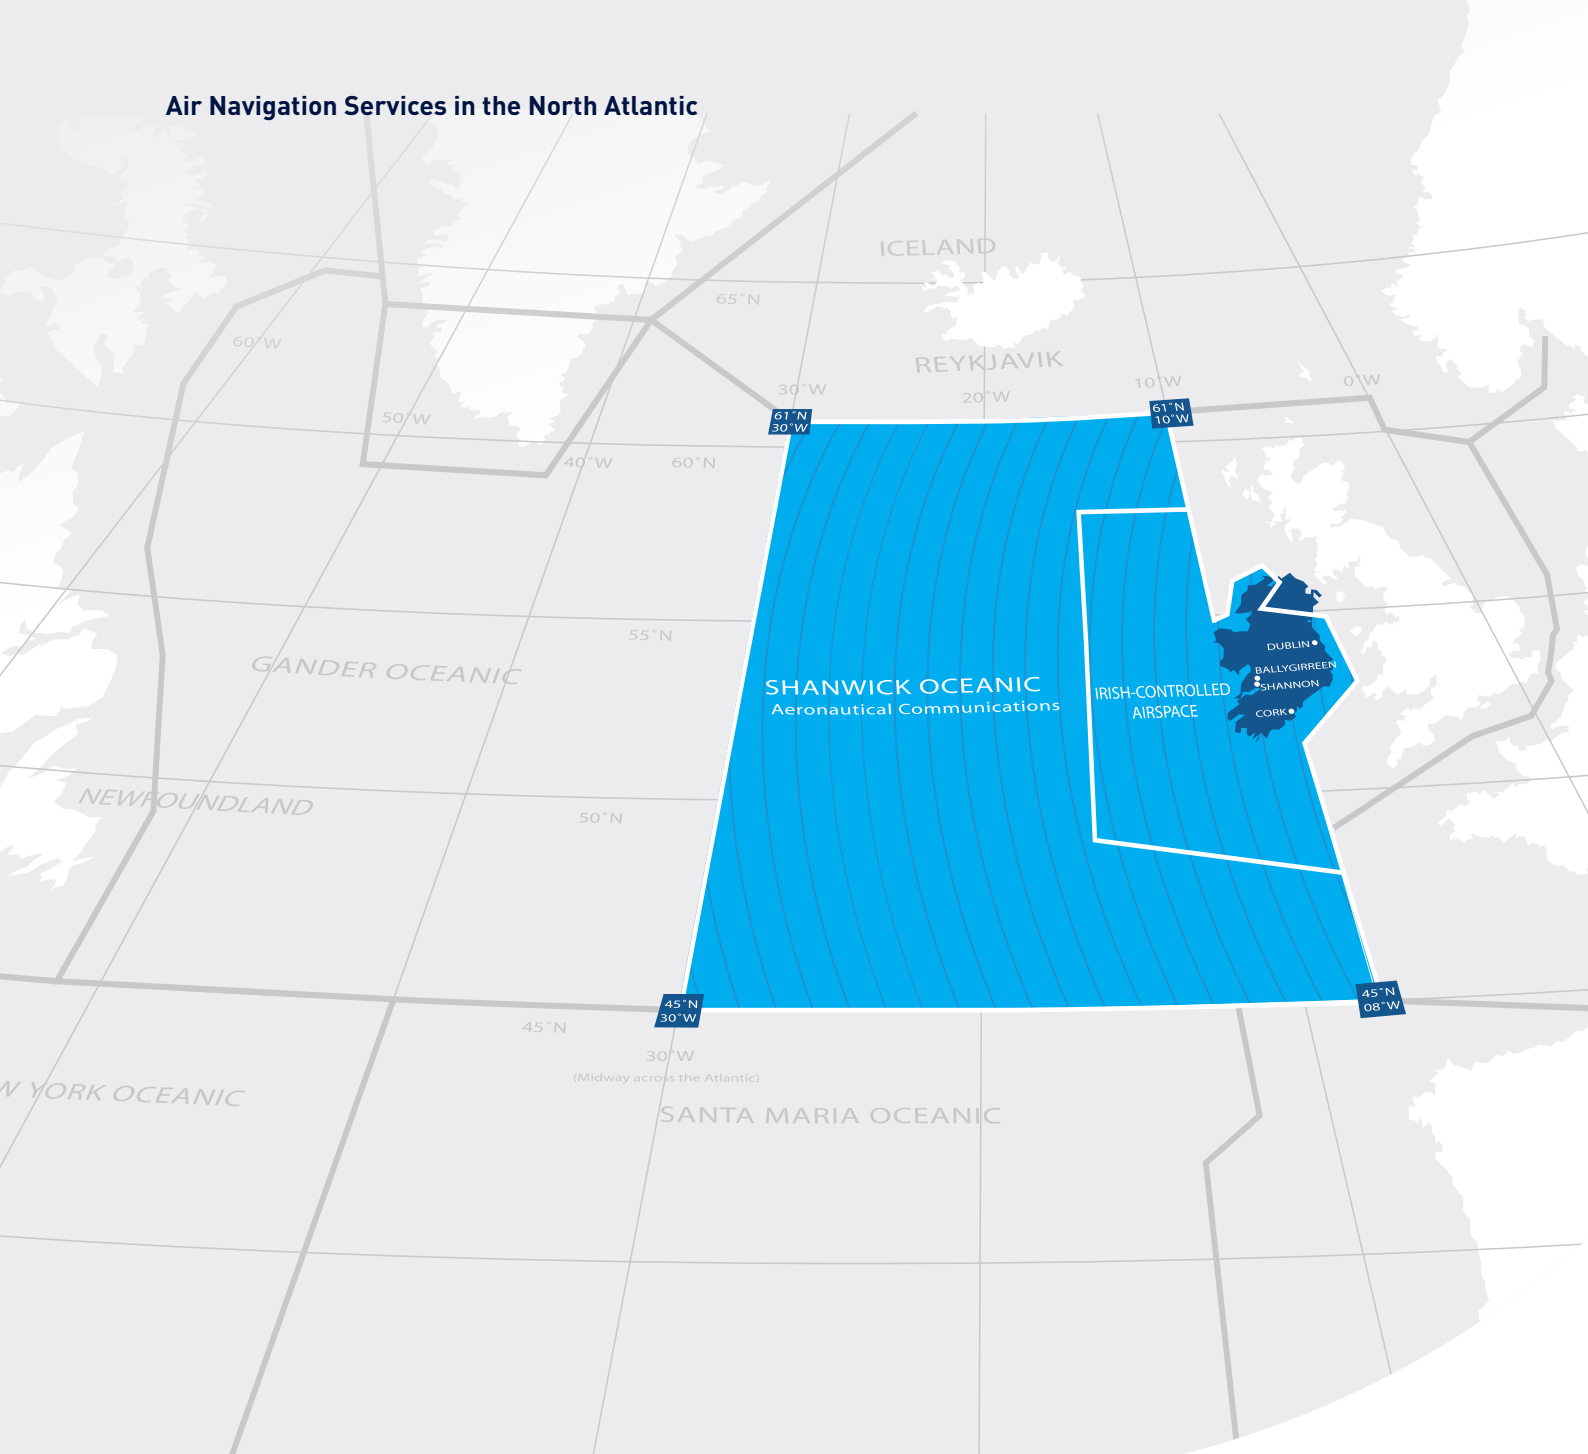 Air Navigation Services in the North Atlantic
ICELAND
65°N
60°W
REYKJAVIK
30°W
20°W
10°W
0°W
50°W
61°N
30°W
61°N
10°W
40°W
60°N
55°N
GANDER OCEANIC
SHANWICK OCEANIC
Aeronautical Communications
IRISH-CONTROLLED
AIRSPACE
DUBLIN
BALLYGIRREEN
SHANNON
CORK
NEWFOUNDLAND
50°N
45°N
30°W
45°N
08°W
45°N
30°W
(Midway across the Atlantic)
W YORK OCEANIC
SANTA MARIA OCEANIC